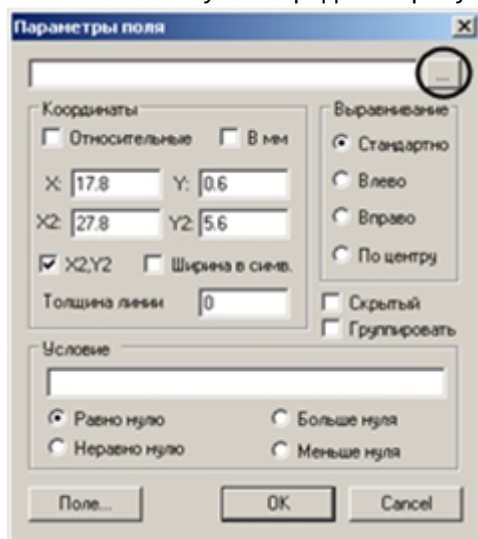 Параметры поля
...
Координаты
Выравнивание
Относительные В мм
Стандартно
X: 17.8 Y: 0.6
Влево
X2: 27.8 Y2: 5.6
Вправо
X2,Y2 Ширина в симв.
По центру
Толщина линии 0
Скрытый
Группировать
Условие
Равно нулю Больше нуля
Неравно нулю Меньше нуля
Поле... OK Cancel